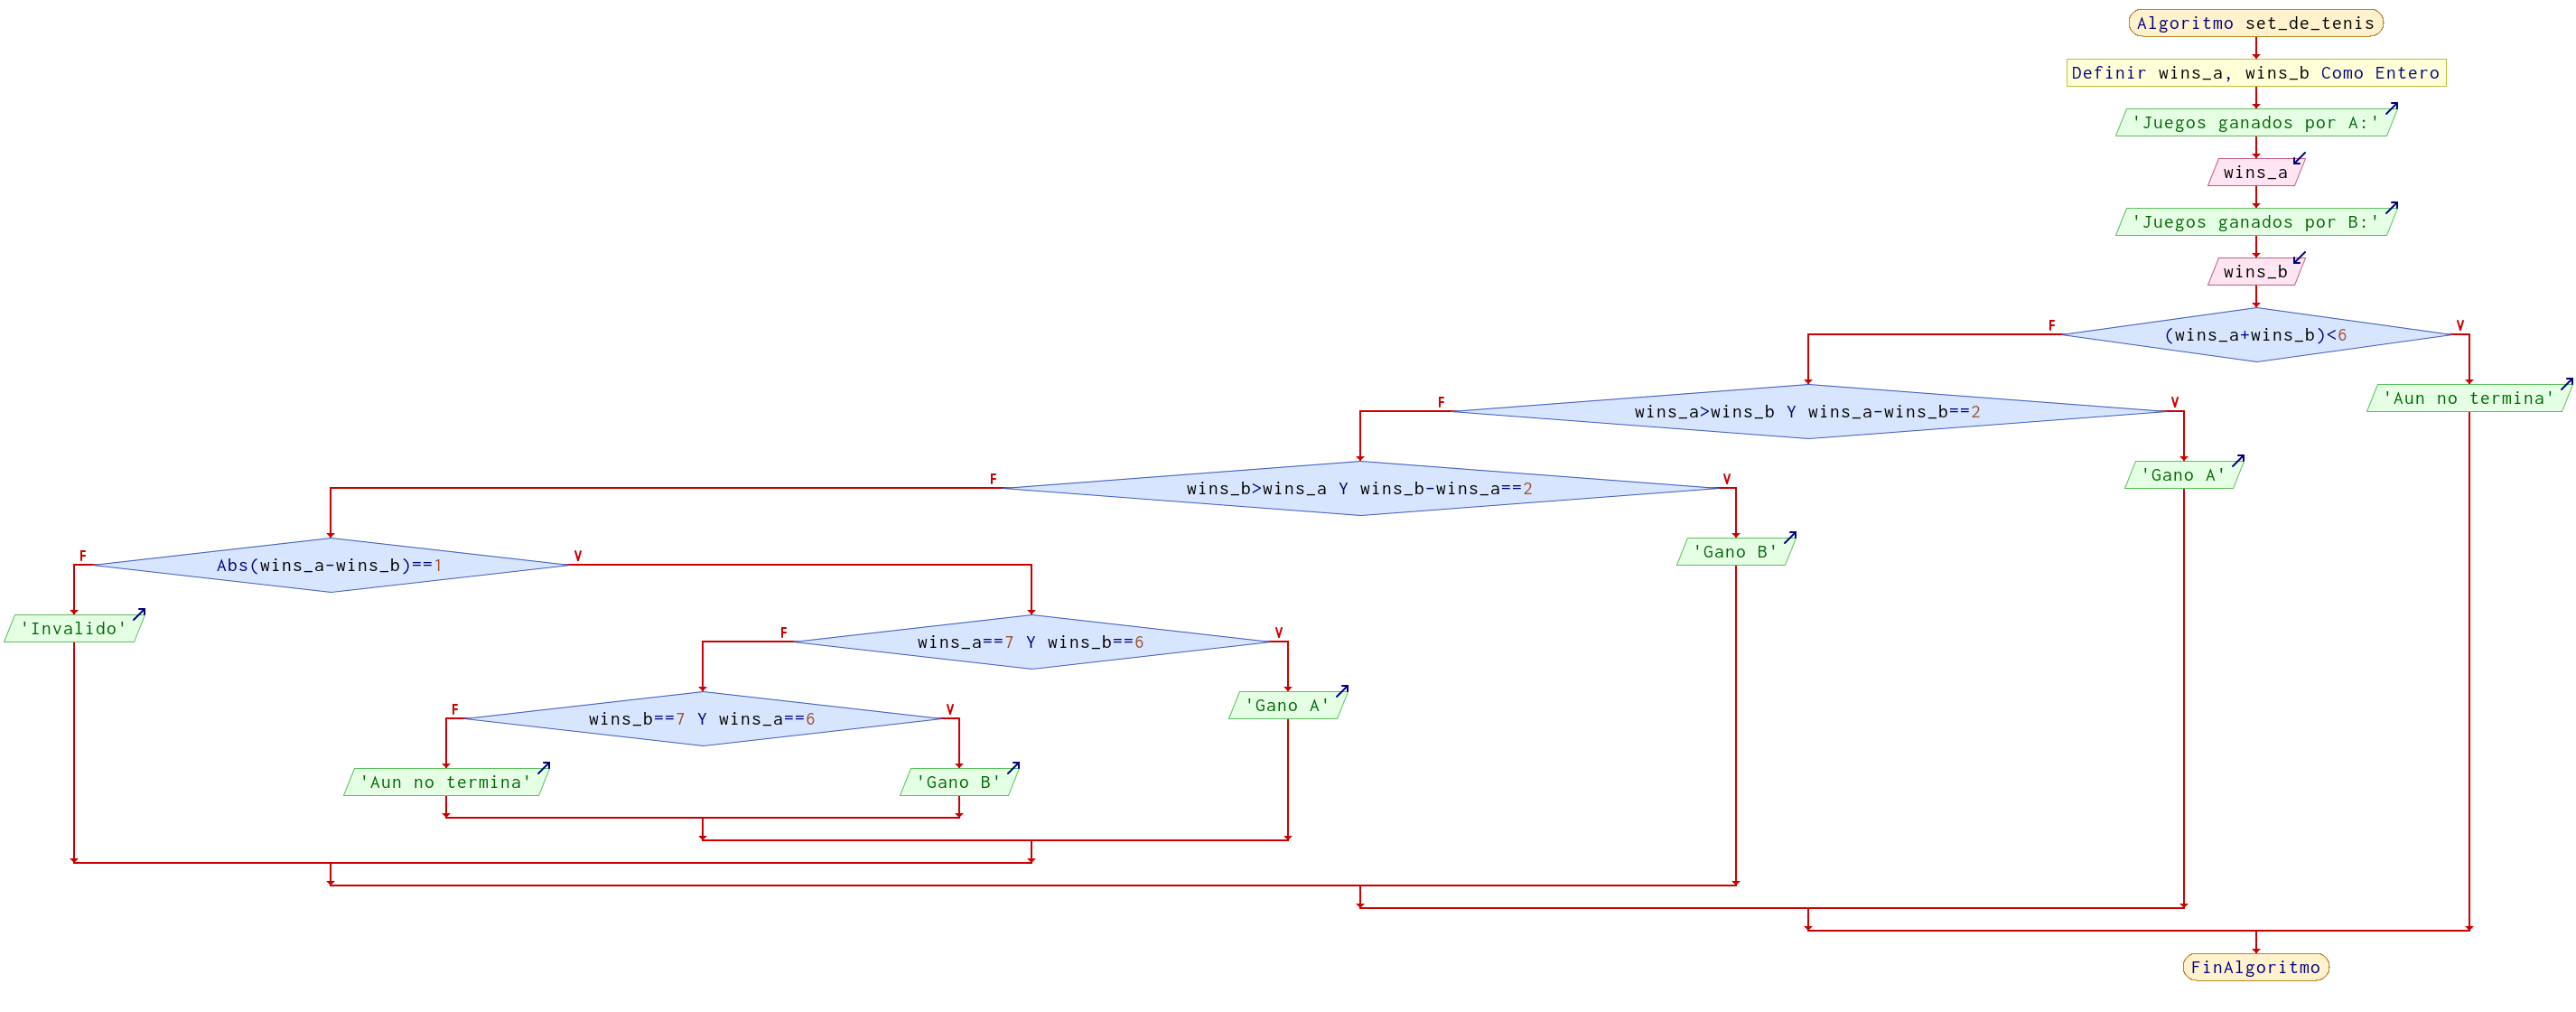 Algoritmo set_de_tenis
Definir wins_a, wins_b Como Entero
'Juegos ganados por A:'
wins_a
'Juegos ganados por B:'
wins_b
F
(wins_a+wins_b)<6
V
F
wins_a>wins_b Y wins_a-wins_b==2
V
'Aun no termina'
F
wins_b>wins_a Y wins_b-wins_a==2
V
'Gano A'
F
Abs(wins_a-wins_b)==1
V
'Gano B'
'Invalido'
F
wins_a==7 Y wins_b==6
V
F
wins_b==7 Y wins_a==6
V
'Gano A'
'Aun no termina'
'Gano B'
FinAlgoritmo